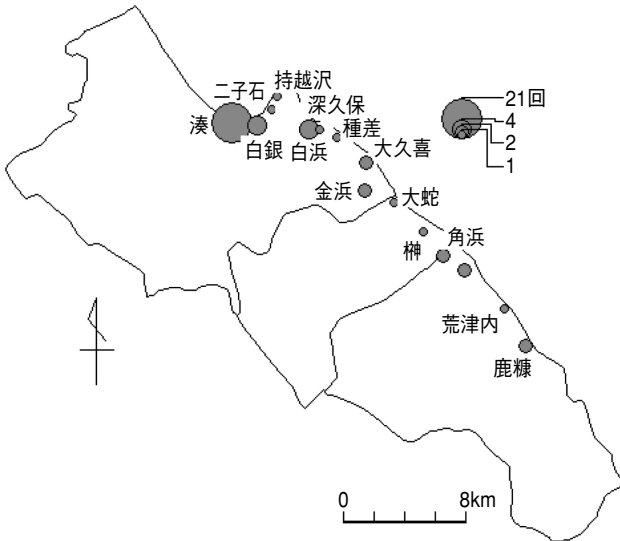 持越沢
二子石
深久保
湊
白銀
白浜
種差
大久喜
金浜
大蛇
榊
角浜
荒津内
鹿糠
21回
4
2
1
0
8km